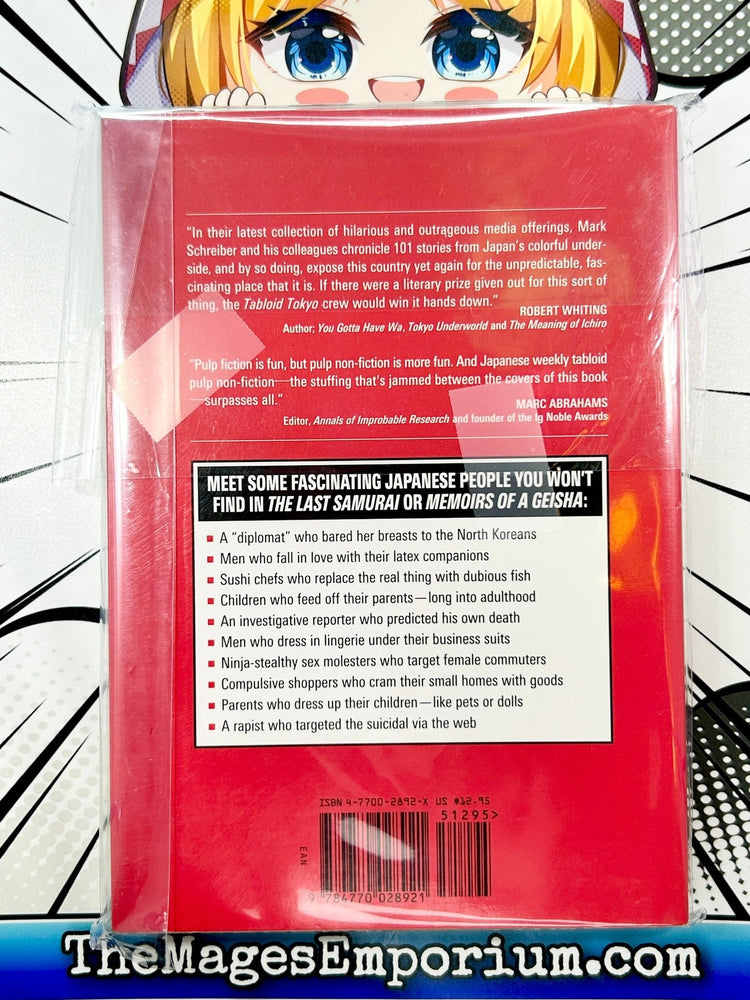 “In their latest collection of hilarious and outrageous media offerings, Mark
Schreiber and his colleagues chronicle 101 stories from Japan’s colorful under-
side, and by so doing, expose this country yet again for the unpredictable, fas-
cinating place that it is. If there were a literary prize given out for this sort of
thing, the Tabloid Tokyo crew would win it hands down.”
ROBERT WHITING
Author; You Gotta Have Wa, Tokyo Underworld and The Meaning of Ichiro
“Pulp fiction is fun, but pulp non-fiction is more fun. And Japanese weekly tabloid
pulp non-fiction—the stuffing that's jammed between the covers of this book
—surpasses all.”
MARC ABRAHAMS
Editor, Annals of Improbable Research and founder of the Ig Noble Awards
MEET SOME FASCINATING JAPANESE PEOPLE YOU WON’T
FIND IN THE LAST SAMURAI OR MEMOIRS OF A GEISHA:
▪ A “diplomat” who bared her breasts to the North Koreans
▪ Men who fall in love with their latex companions
▪ Sushi chefs who replace the real thing with dubious fish
▪ Children who feed off their parents—long into adulthood
▪ An investigative reporter who predicted his own death
▪ Men who dress in lingerie under their business suits
▪ Ninja-stealthy sex molesters who target female commuters
▪ Compulsive shoppers who cram their small homes with goods
▪ Parents who dress up their children—like pets or dolls
▪ A rapist who targeted the suicidal via the web
ISBN 4-7700-2892-X US $12.95
51295>
EAN
9 784770 028921
TheMagesEmporium.com